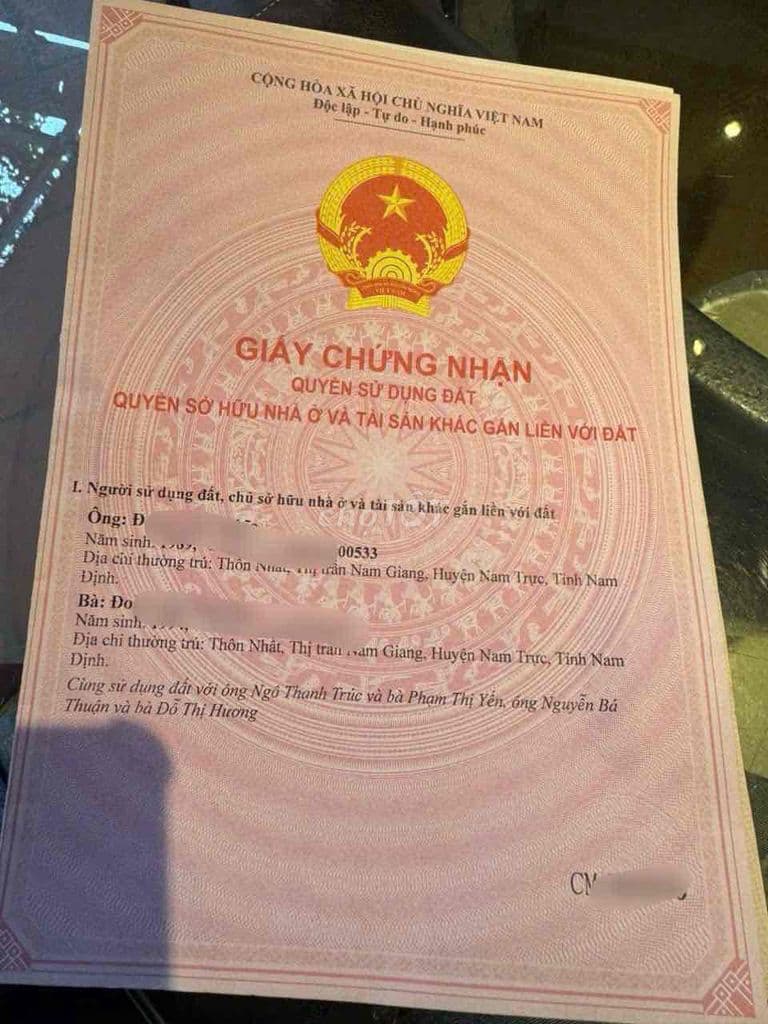 CỘNG HÒA XÃ HỘI CHỦ NGHĨA VIỆT NAM
Độc lập - Tự do - Hạnh phúc
GIẤY CHỨNG NHẬN
QUYỀN SỬ DỤNG ĐẤT
QUYỀN SỞ HỮU NHÀ Ở VÀ TÀI SẢN KHÁC GẮN LIỀN VỚI ĐẤT
I. Người sử dụng đất, chủ sở hữu nhà ở và tài sản khác gắn liền với đất
Ông: Đ
Năm sinh: 00533
Địa chỉ thường trú: Thôn Nhất, Thị trấn Nam Giang, Huyện Nam Trực, Tỉnh Nam
Định.
Bà: Đo
Năm sinh:
Địa chỉ thường trú: Thôn Nhất, Thị trấn Nam Giang, Huyện Nam Trực, Tỉnh Nam
Định.
Cùng sử dụng đất với ông Ngô Thanh Trúc và bà Phạm Thị Yến, ông Nguyễn Bá
Thuận và bà Đỗ Thị Hương
CM